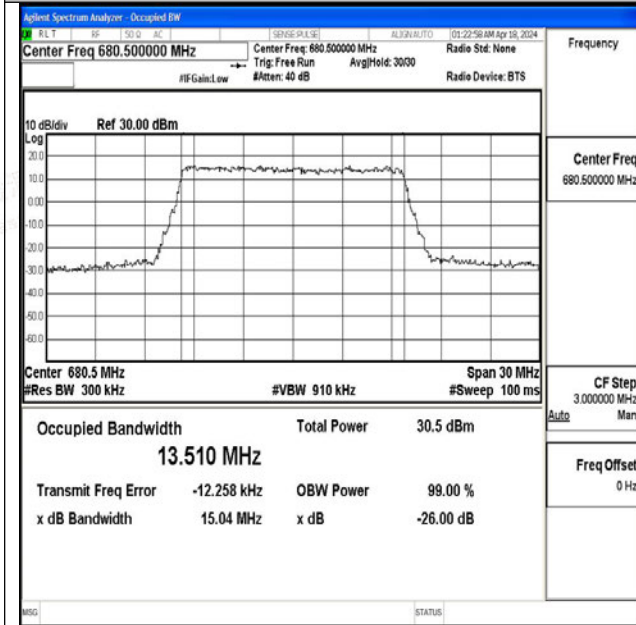 Agilent Spectrum Analyzer - Occupied BW
RL T RF 50 Ω AC SENSE:PULSE ALIGNAUTO 01:22:58 AM Apr 18, 2024
Center Freq 680.500000 MHz
Center Freq: 680.500000 MHz
Radio Std: None
Trig: Free Run Avg|Hold: 30/30
#IFGain:Low #Atten: 40 dB Radio Device: BTS
Frequency
10 dB/div Ref 30.00 dBm
Log
20.0
10.0
0.00
-10.0
-20.0
-30.0
-40.0
-50.0
-60.0
Center 680.5 MHz Span 30 MHz
#Res BW 300 kHz #VBW 910 kHz #Sweep 100 ms
Center Freq
680.500000 MHz
CF Step
3.000000 MHz
Auto Man
Freq Offset
0 Hz
Occupied Bandwidth Total Power 30.5 dBm
13.510 MHz
Transmit Freq Error -12.258 kHz OBW Power 99.00 %
x dB Bandwidth 15.04 MHz x dB -26.00 dB
MSG STATUS